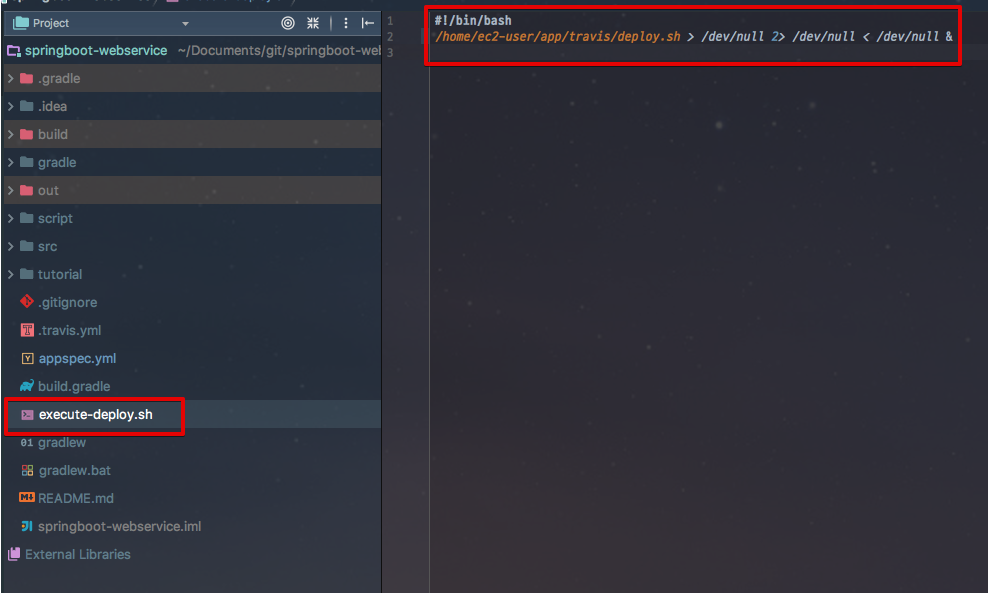 Project
springboot-webservice ~/Documents/git/springboot-wel
.gradle
.idea
build
gradle
out
script
src
tutorial
.gitignore
.travis.yml
appspec.yml
build.gradle
execute-deploy.sh
01 gradlew
gradlew.bat
README.md
springboot-webservice.iml
External Libraries
1 #!/bin/bash
2 /home/ec2-user/app/travis/deploy.sh > /dev/null 2> /dev/null < /dev/null &
3